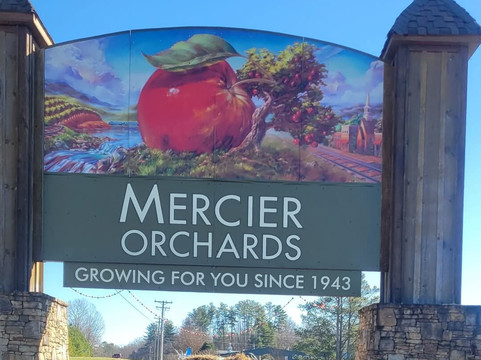 MERCIER
ORCHARDS
GROWING FOR YOU SINCE 1943